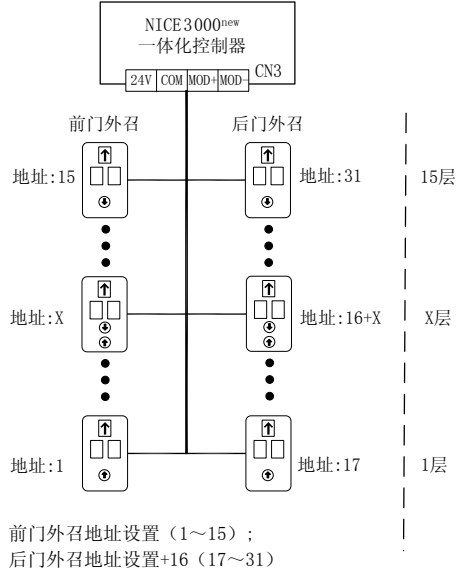 NICE3000new
一体化控制器
24V COM MOD+ MOD- CN3
前门外召 后门外召
地址:15 地址:31 15层
地址:X 地址:16+X X层
地址:1 地址:17 1层
前门外召地址设置（1～15）;
后门外召地址设置+16（17～31）